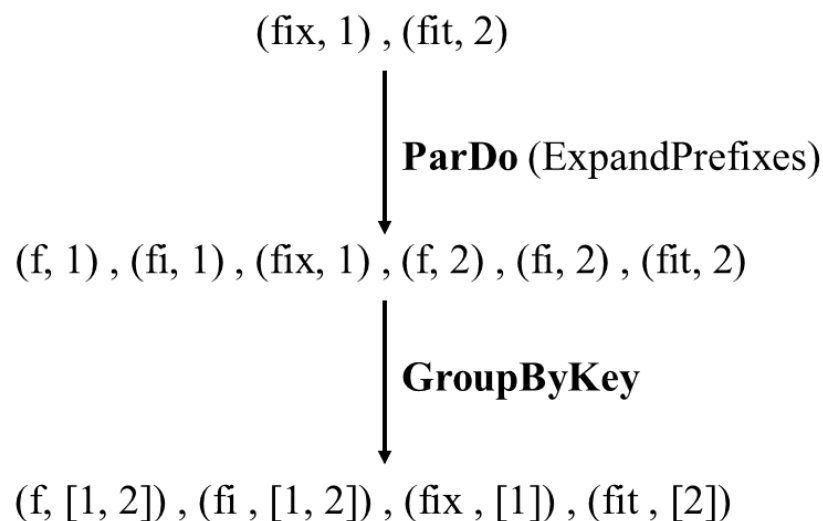 (fix, 1) , (fit, 2)
ParDo (ExpandPrefixes)
(f, 1) , (fi, 1) , (fix, 1) , (f, 2) , (fi, 2) , (fit, 2)
GroupByKey
(f, [1, 2]) , (fi , [1, 2]) , (fix , [1]) , (fit , [2])